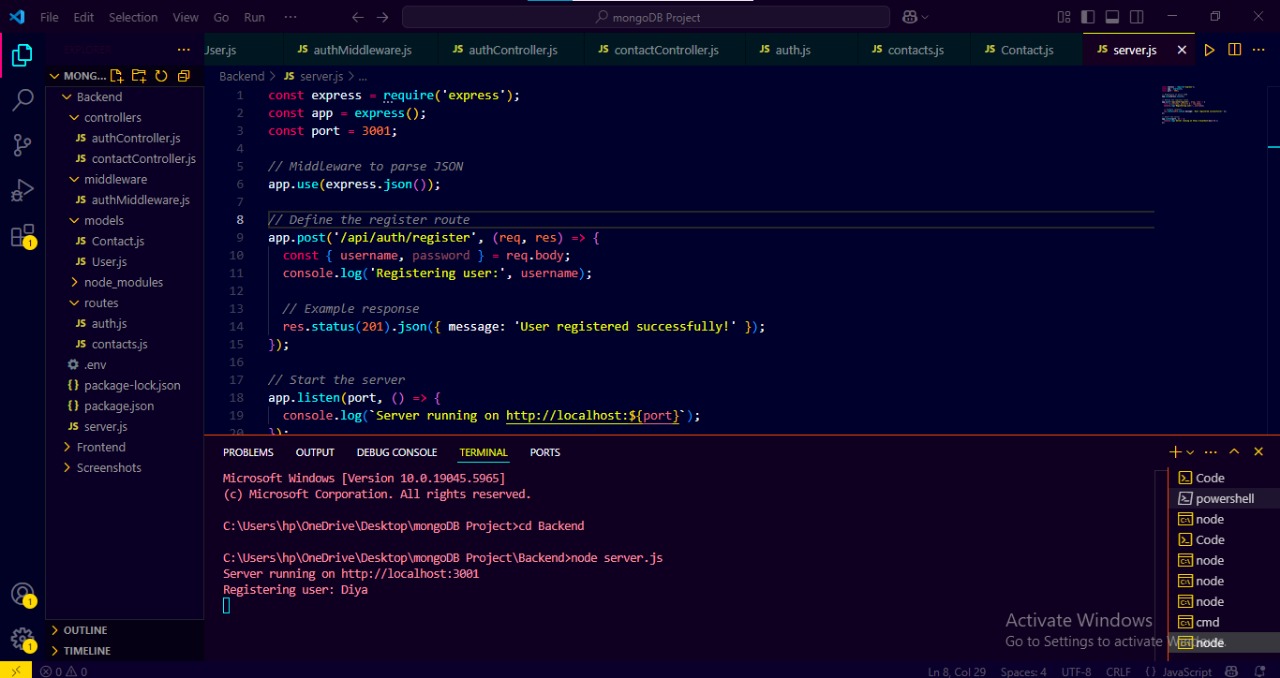 File Edit Selection View Go Run ··· mongoDB Project
User.js JS authMiddleware.js JS authController.js JS contactController.js JS auth.js JS contacts.js JS Contact.js JS server.js
MONG...
Backend
controllers
JS authController.js
JS contactController.js
middleware
JS authMiddleware.js
models
JS Contact.js
JS User.js
node_modules
routes
JS auth.js
JS contacts.js
.env
{} package-lock.json
{} package.json
JS server.js
Frontend
Screenshots
OUTLINE
TIMELINE
Backend > JS server.js > ...
1 const express = require('express');
2 const app = express();
3 const port = 3001;
4
5 // Middleware to parse JSON
6 app.use(express.json());
7
8 // Define the register route
9 app.post('/api/auth/register', (req, res) => {
10 const { username, password } = req.body;
11 console.log('Registering user:', username);
12
13 // Example response
14 res.status(201).json({ message: 'User registered successfully!' });
15 });
16
17 // Start the server
18 app.listen(port, () => {
19 console.log(`Server running on http://localhost:${port}`);
20 });
PROBLEMS OUTPUT DEBUG CONSOLE TERMINAL PORTS
Microsoft Windows [Version 10.0.19045.5965]
(c) Microsoft Corporation. All rights reserved.
C:\Users\hp\OneDrive\Desktop\mongoDB Project>cd Backend
C:\Users\hp\OneDrive\Desktop\mongoDB Project\Backend>node server.js
Server running on http://localhost:3001
Registering user: Diya
Code
powershell
node
Code
node
node
node
cmd
node
Activate Windows
Go to Settings to activate Windows.
1
1
1
0 0 Ln 8, Col 29 Spaces: 4 UTF-8 CRLF {} JavaScript